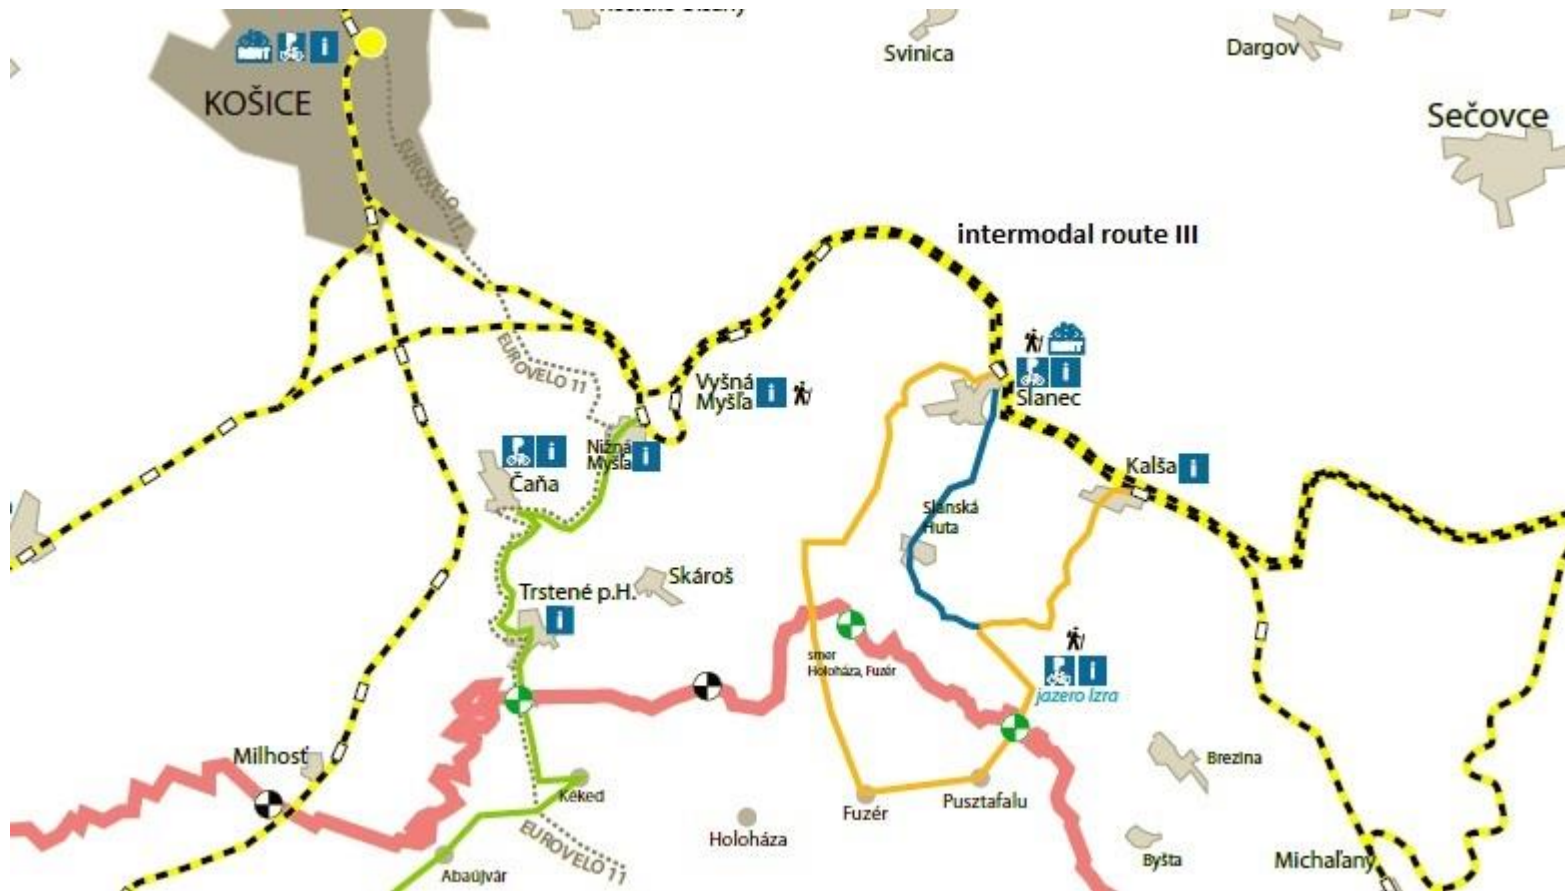 Svinica
Dargov
RENT
P
i
KOŠICE
Sečovce
EUROVELO 11
intermodal route III
EUROVELO 11
RENT
P
i
Slanec
Vyšná
Myšľa
i
P
i
Čaňa
Nižná
Myšľa
i
Kalša
i
Slanská
Huta
Skároš
Trstené p.H.
i
smer
Holoháza, Fuzér
P
i
jazero Izra
Milhosť
Brezina
Kéked
Fuzér
Pusztafalu
Holoháza
EUROVELO 11
Abaújvár
Byšta
Michaľany